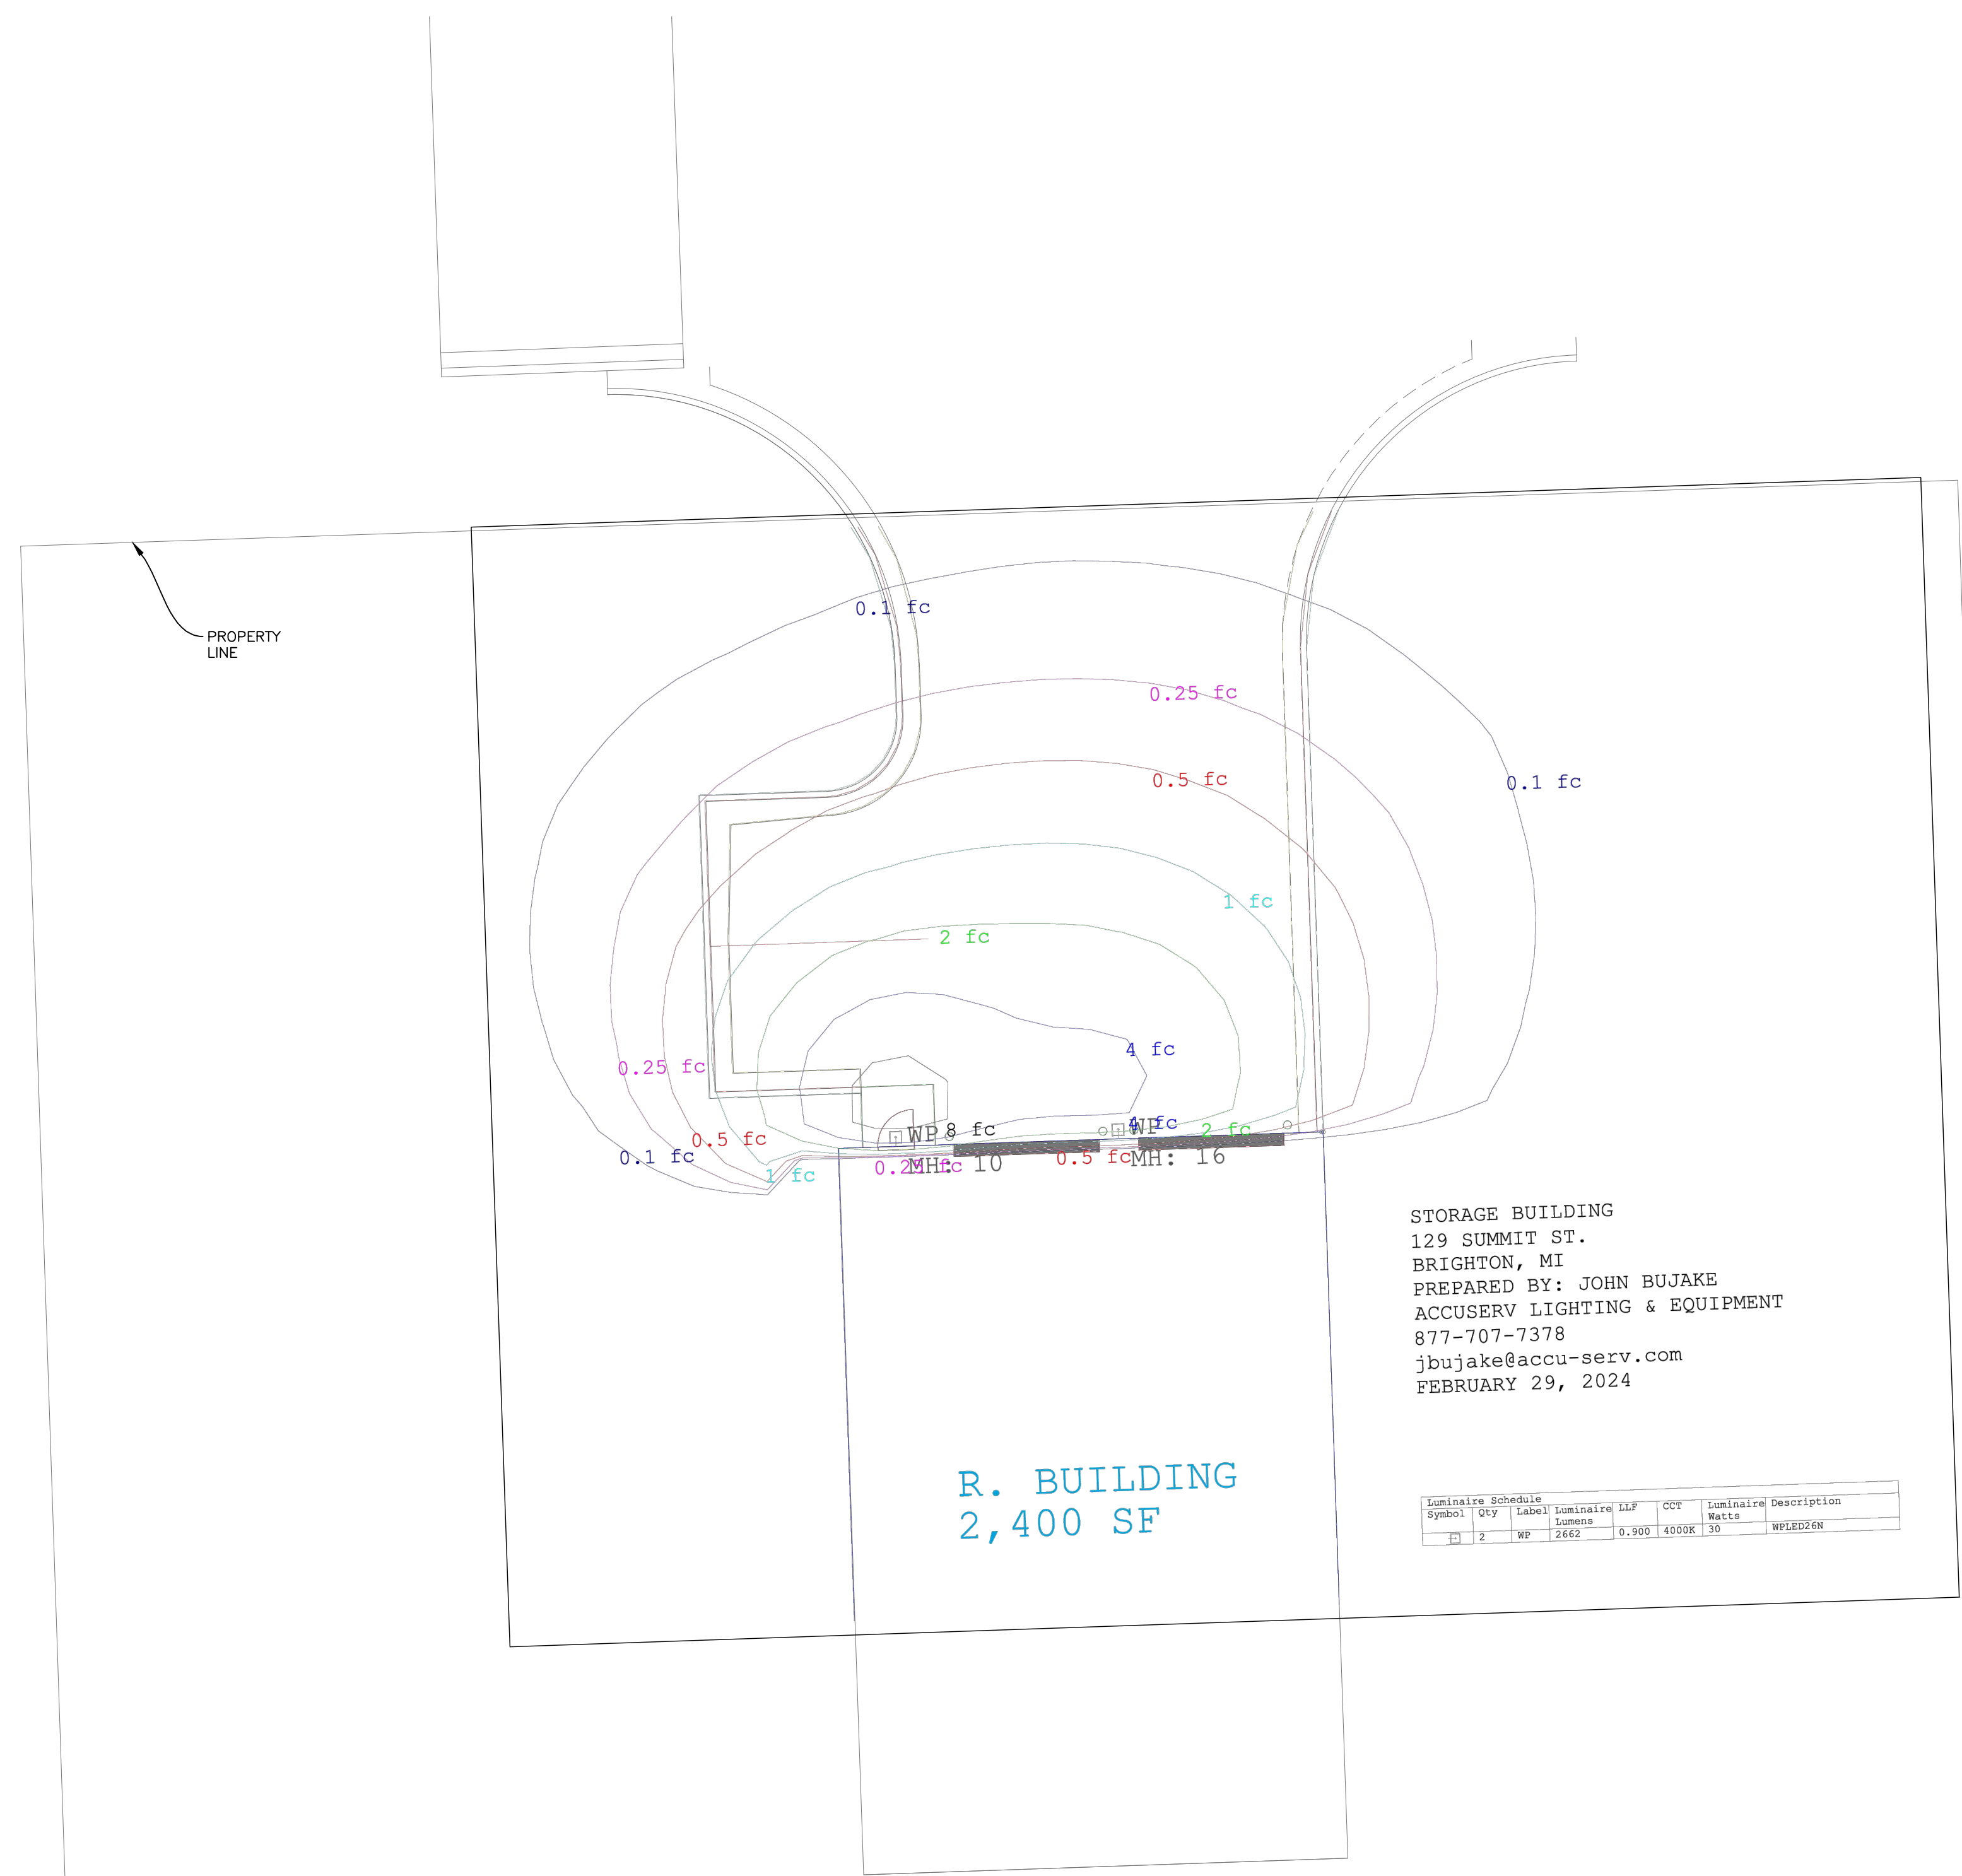 0.1 fc
PROPERTY
LINE
0.25 fc
0.5 fc
0.1 fc
1 fc
2 fc
4 fc
0.25 fc
WP
8 fc
4 fc
WP
2 fc
0.5 fc
0.1 fc
0.25 fc
MH: 10
0.5 fc
MH: 16
1 fc
STORAGE BUILDING
129 SUMMIT ST.
BRIGHTON, MI
PREPARED BY: JOHN BUJAKE
ACCUSERV LIGHTING & EQUIPMENT
877-707-7378
jbujake@accu-serv.com
FEBRUARY 29, 2024
R. BUILDING
2,400 SF
Luminaire Schedule
Symbol Qty Label Luminaire LLF CCT Luminaire Description
Lumens Watts
2 WP 2662 0.900 4000K 30 WPLED26N